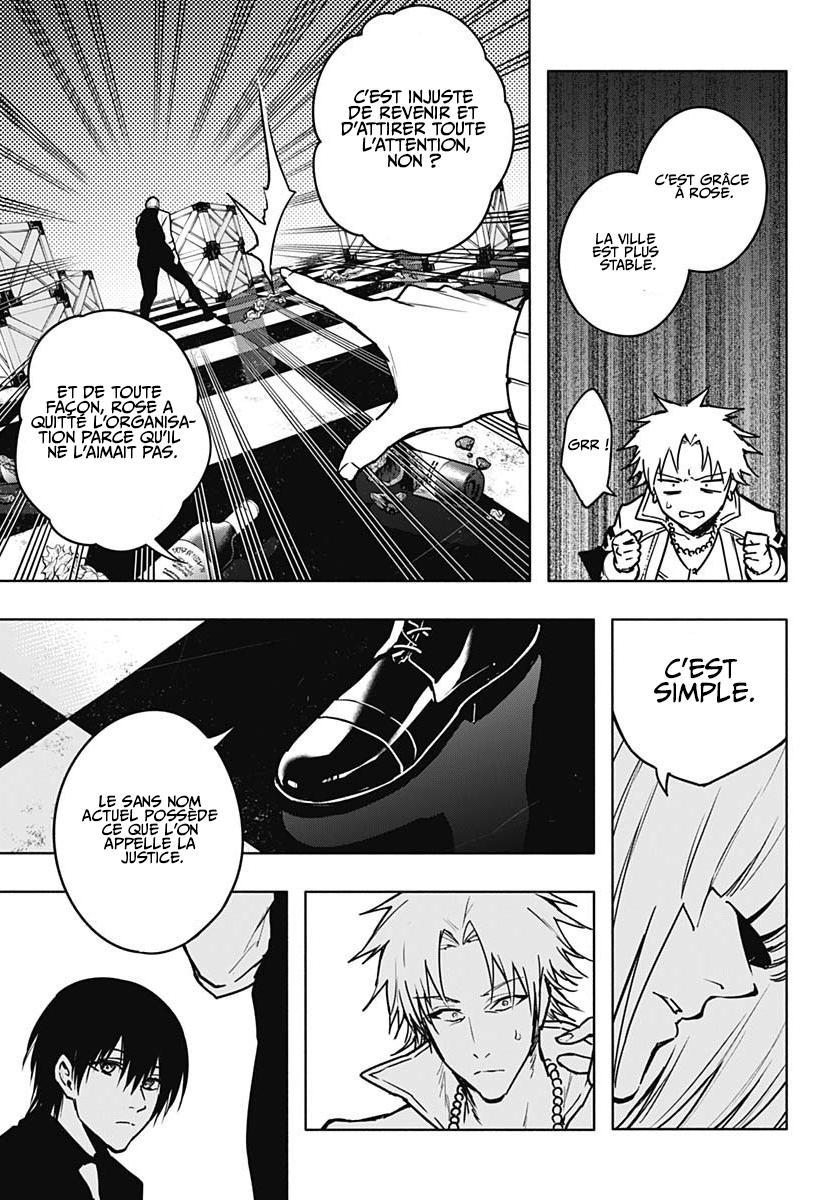 C'EST GRÂCE
À ROSE.
LA VILLE
EST PLUS
STABLE.
GRR !
C'EST INJUSTE
DE REVENIR ET
D'ATTIRER TOUTE
L'ATTENTION,
NON ?
ET DE TOUTE
FAÇON, ROSE A
QUITTÉ L'ORGANISA-
TION PARCE QU'IL
NE L'AIMAIT PAS.
C'EST
SIMPLE.
LE SANS NOM
ACTUEL POSSÈDE
CE QUE L'ON
APPELLE LA
JUSTICE.